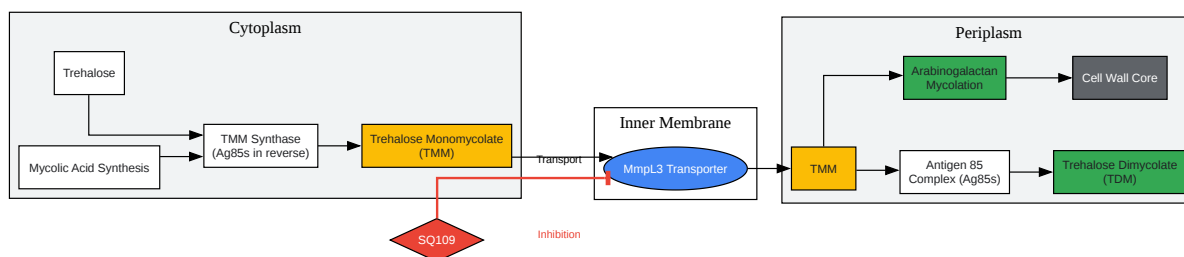 Cytoplasm
Trehalose
Mycolic Acid Synthesis
TMM Synthase
(Ag85s in reverse)
Trehalose Monomycolate
(TMM)
Transport
SQ109
Inhibition
Inner Membrane
MmpL3 Transporter
Periplasm
TMM
Arabinogalactan
Mycolation
Cell Wall Core
Antigen 85
Complex (Ag85s)
Trehalose Dimycolate
(TDM)